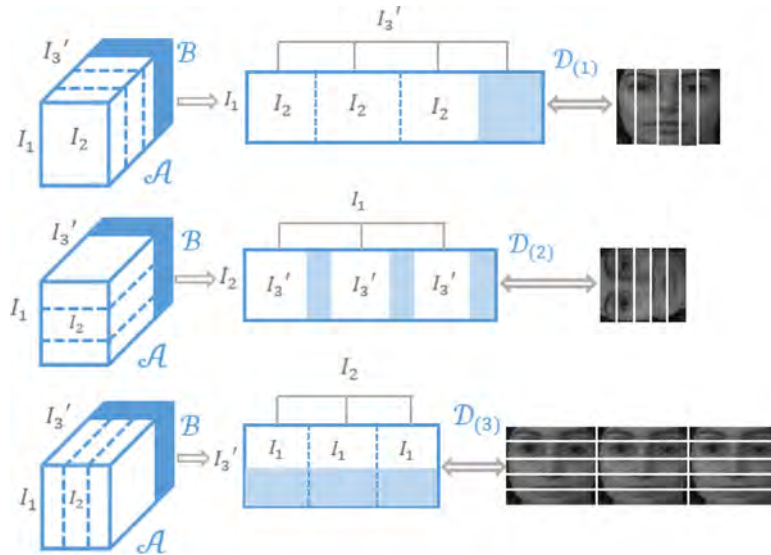 I₃′
I₃′ ℬ 𝒟₍₁₎
I₁ I₂ I₁ I₂ I₂ I₂
𝒜
I₁
I₃′ ℬ 𝒟₍₂₎
I₁ I₂ I₂ I₃′ I₃′ I₃′
𝒜
I₂
I₃′ ℬ 𝒟₍₃₎
I₁ I₂ I₃′ I₁ I₁ I₁
𝒜